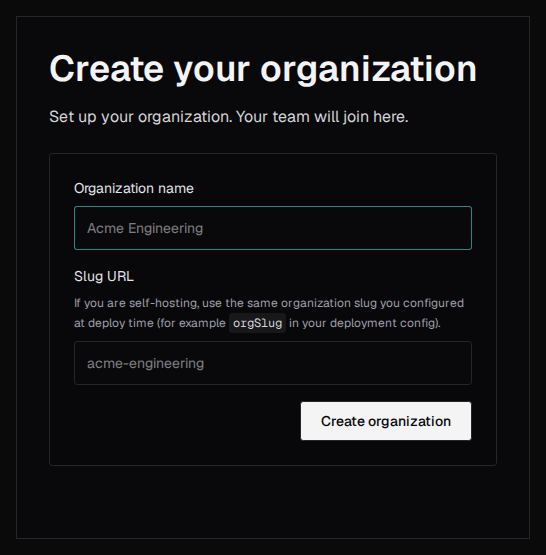 Create your organization
Set up your organization. Your team will join here.
Organization name
Acme Engineering
Slug URL
If you are self-hosting, use the same organization slug you configured
at deploy time (for example orgSlug in your deployment config).
acme-engineering
Create organization